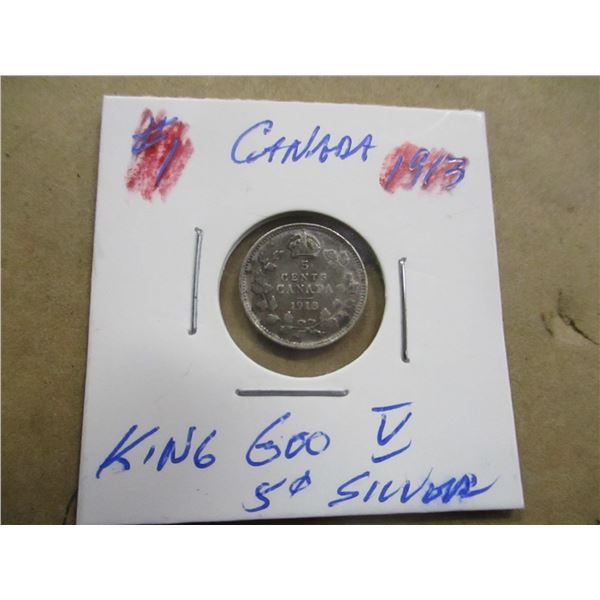 #1 CANADA 1913
5
CENTS
CANADA
1913
KING GEO V
5¢ SILVER